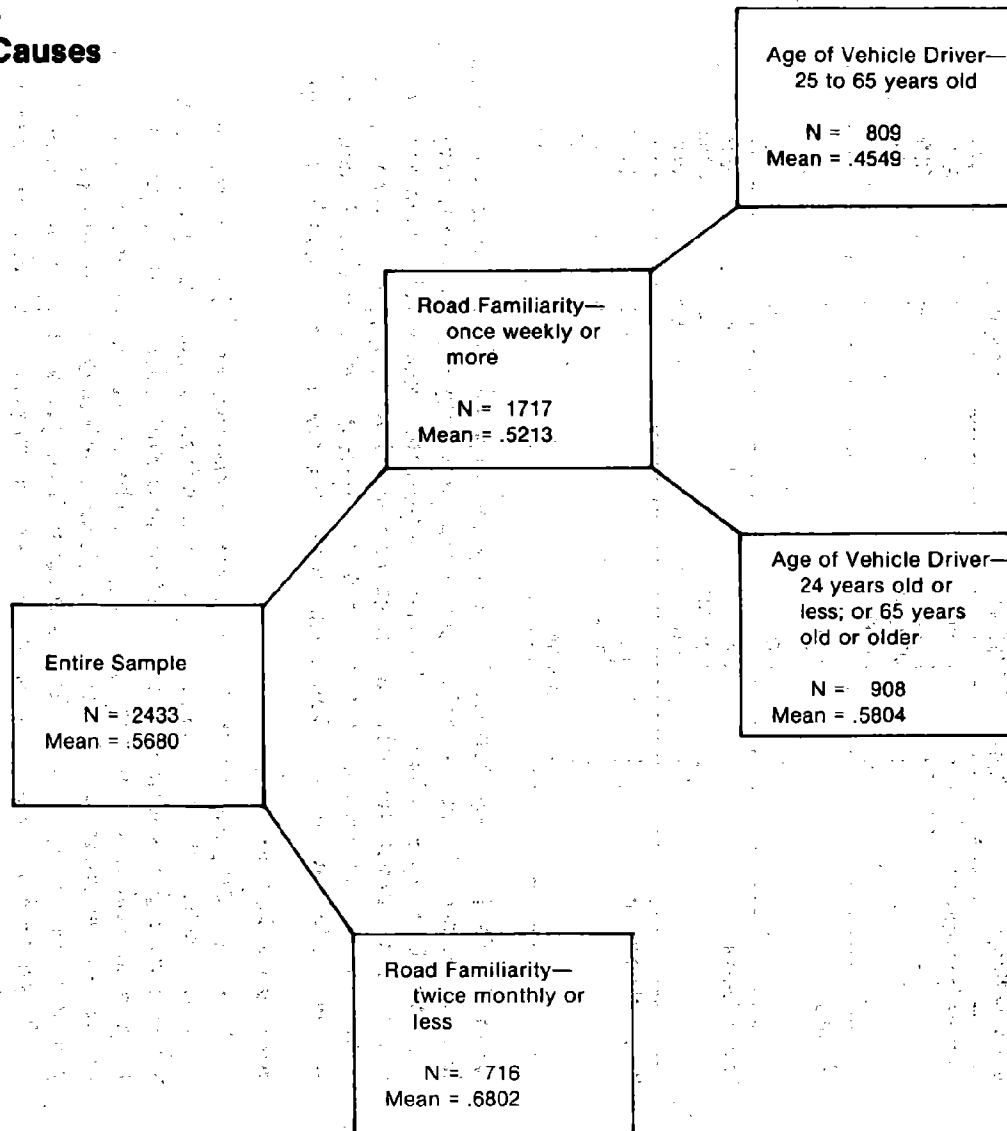 Causes
Age of Vehicle Driver—
25 to 65 years old
N = 809
Mean = .4549
Road Familiarity—
once weekly or
more
N = 1717
Mean = .5213
Age of Vehicle Driver—
24 years old or
less; or 65 years
old or older
N = 908
Mean = .5804
Entire Sample
N = 2433
Mean = .5680
Road Familiarity—
twice monthly or
less
N = 716
Mean = .6802